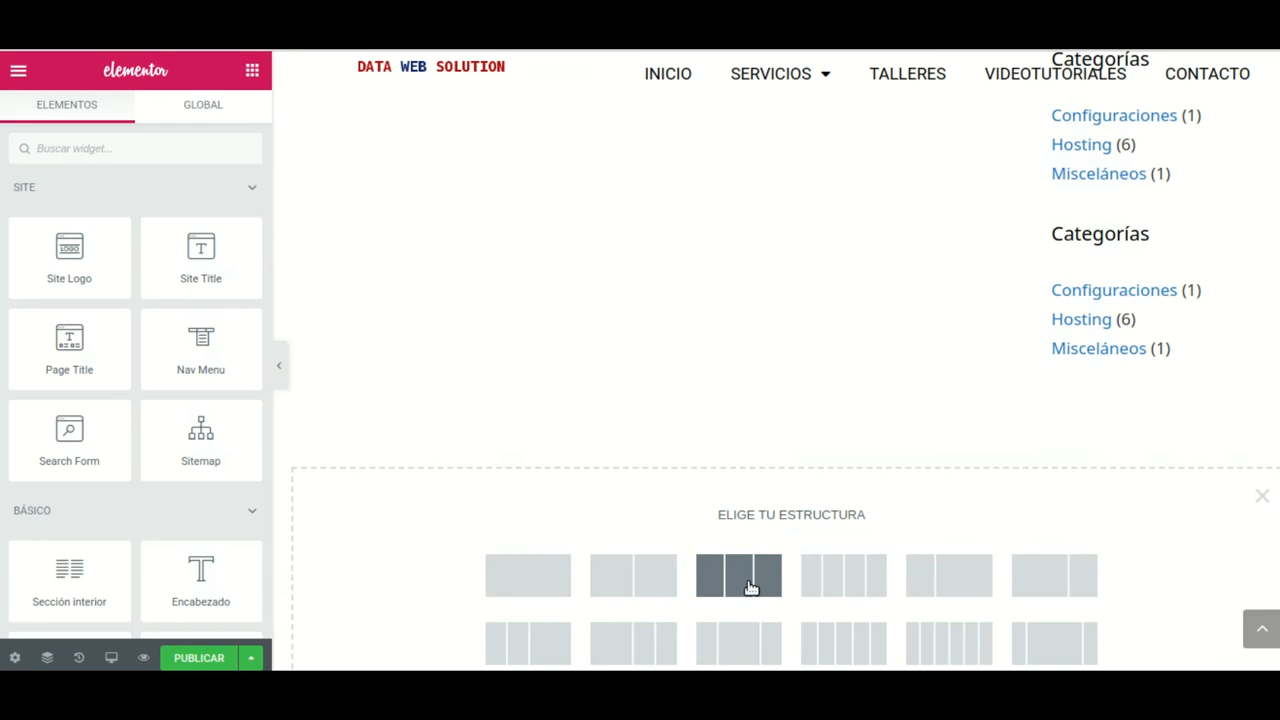 elementor
ELEMENTOS
GLOBAL
Buscar widget...
SITE
LOGO
Site Logo
T
Site Title
T
Page Title
Nav Menu
Search Form
Sitemap
BÁSICO
Sección interior
T
Encabezado
PUBLICAR
DATA WEB SOLUTION
INICIO
SERVICIOS
TALLERES
VIDEOTUTORIALES
CONTACTO
Categorías
Configuraciones (1)
Hosting (6)
Misceláneos (1)
Categorías
Configuraciones (1)
Hosting (6)
Misceláneos (1)
ELIGE TU ESTRUCTURA